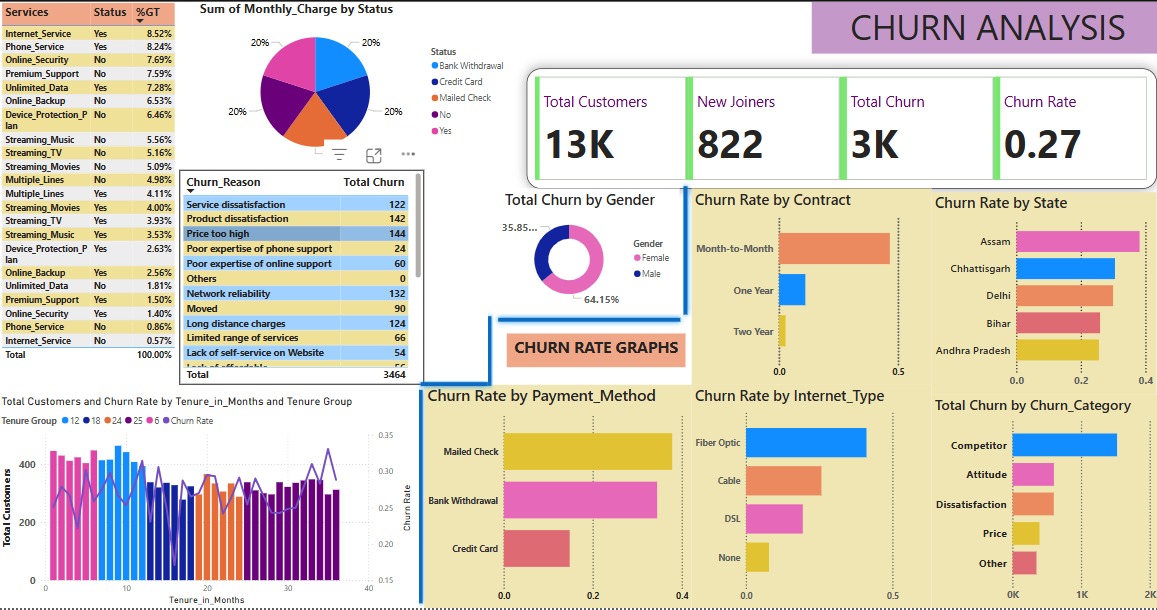 Services Status %GT
Internet_Service Yes 8.52%
Phone_Service Yes 8.24%
Online_Security No 7.69%
Premium_Support No 7.59%
Unlimited_Data Yes 7.28%
Online_Backup No 6.53%
Device_Protection_P No 6.46%
lan
Streaming_Music No 5.56%
Streaming_TV No 5.16%
Streaming_Movies No 5.09%
Multiple_Lines No 4.98%
Multiple_Lines Yes 4.11%
Streaming_Movies Yes 4.00%
Streaming_TV Yes 3.93%
Streaming_Music Yes 3.53%
Device_Protection_P Yes 2.63%
lan
Online_Backup Yes 2.56%
Unlimited_Data No 1.81%
Premium_Support Yes 1.50%
Online_Security Yes 1.40%
Phone_Service No 0.86%
Internet_Service No 0.57%
Total 100.00%
Sum of Monthly_Charge by Status
20% 20%
20% 20%
Status
Bank Withdrawal
Credit Card
Mailed Check
No
Yes
CHURN ANALYSIS
Total Customers New Joiners Total Churn Churn Rate
13K 822 3K 0.27
Churn_Reason Total Churn
Service dissatisfaction 122
Product dissatisfaction 142
Price too high 144
Poor expertise of phone support 24
Poor expertise of online support 60
Others 0
Network reliability 132
Moved 90
Long distance charges 124
Limited range of services 66
Lack of self-service on Website 54
Total 3464
Total Churn by Gender
35.85...
64.15%
Gender
Female
Male
CHURN RATE GRAPHS
Churn Rate by Contract
Month-to-Month
One Year
Two Year
0.0 0.5
Churn Rate by State
Assam
Chhattisgarh
Delhi
Bihar
Andhra Pradesh
0.0 0.2 0.4
Total Customers and Churn Rate by Tenure_in_Months and Tenure Group
Tenure Group 12 18 24 25 6 Churn Rate
Total Customers
400
200
0
0 10 20 30 40
Tenure_in_Months
0.35
0.30
0.25
0.20
0.15
Churn Rate
Churn Rate by Payment_Method
Mailed Check
Bank Withdrawal
Credit Card
0.0 0.2 0.4
Churn Rate by Internet_Type
Fiber Optic
Cable
DSL
None
0.0 0.5
Total Churn by Churn_Category
Competitor
Attitude
Dissatisfaction
Price
Other
0K 1K 2K